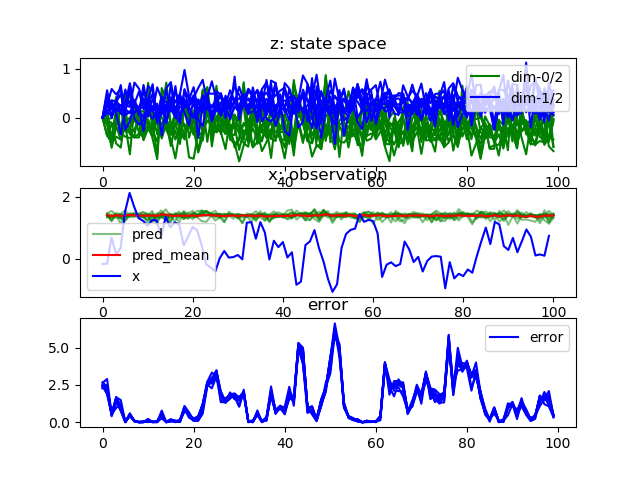 z: state space
1
0
dim-0/2
dim-1/2
0 20 40 60 80 100
x: observation
2
0
pred
pred_mean
x
0 20 40 60 80 100
error
5.0
2.5
0.0
error
0 20 40 60 80 100